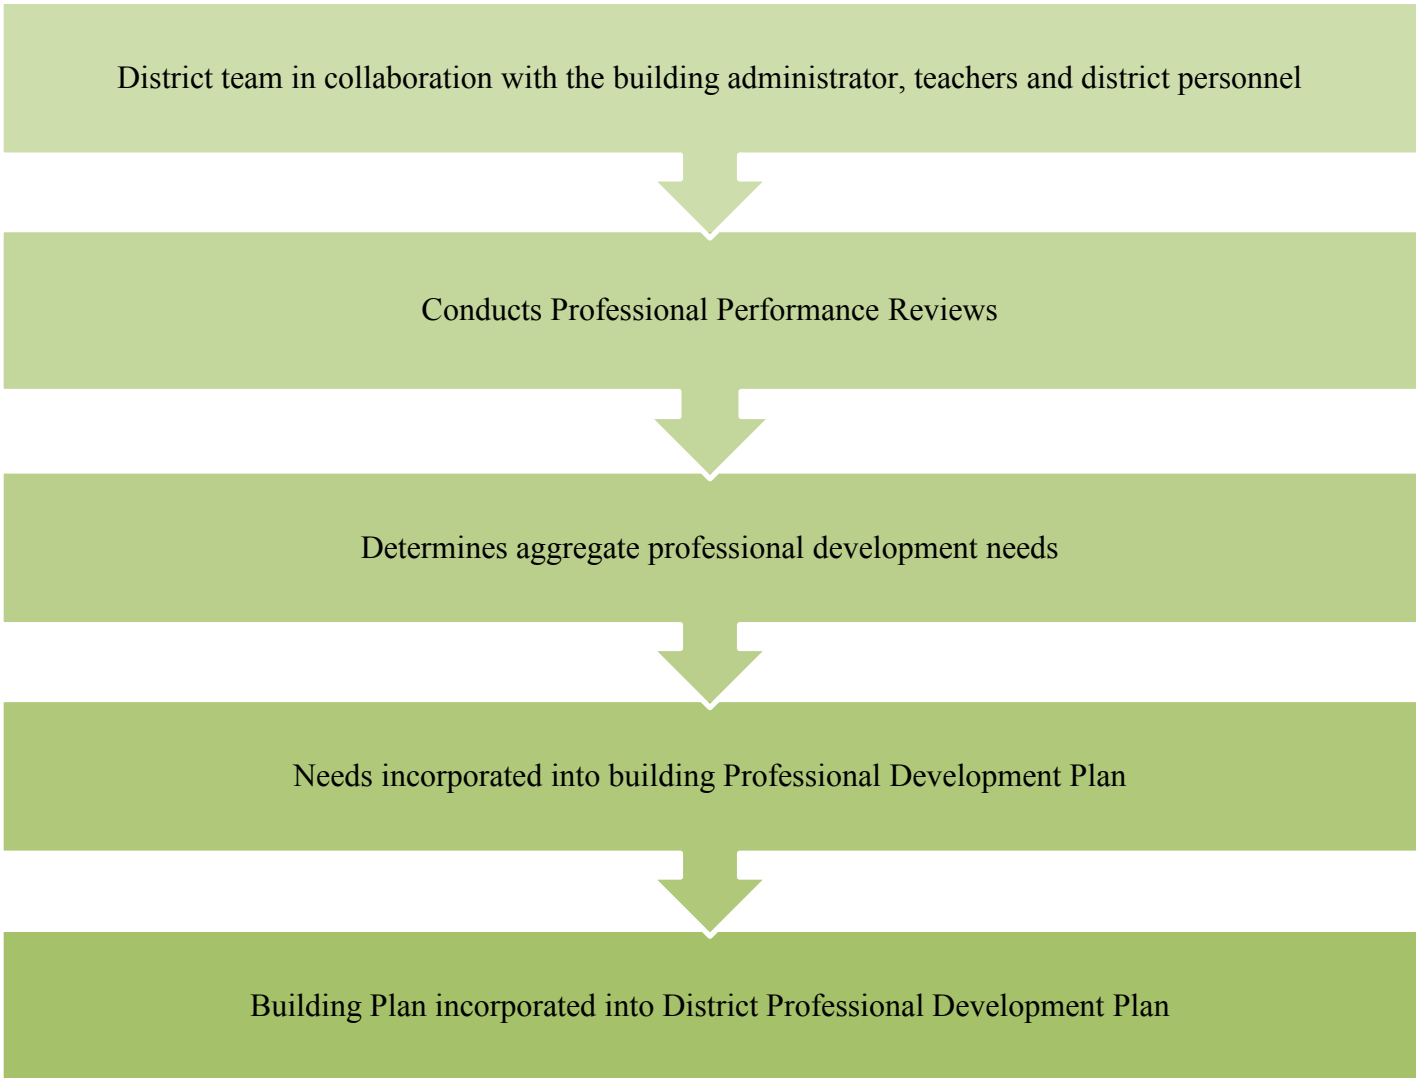 District team in collaboration with the building administrator, teachers and district personnel
Conducts Professional Performance Reviews
Determines aggregate professional development needs
Needs incorporated into building Professional Development Plan
Building Plan incorporated into District Professional Development Plan